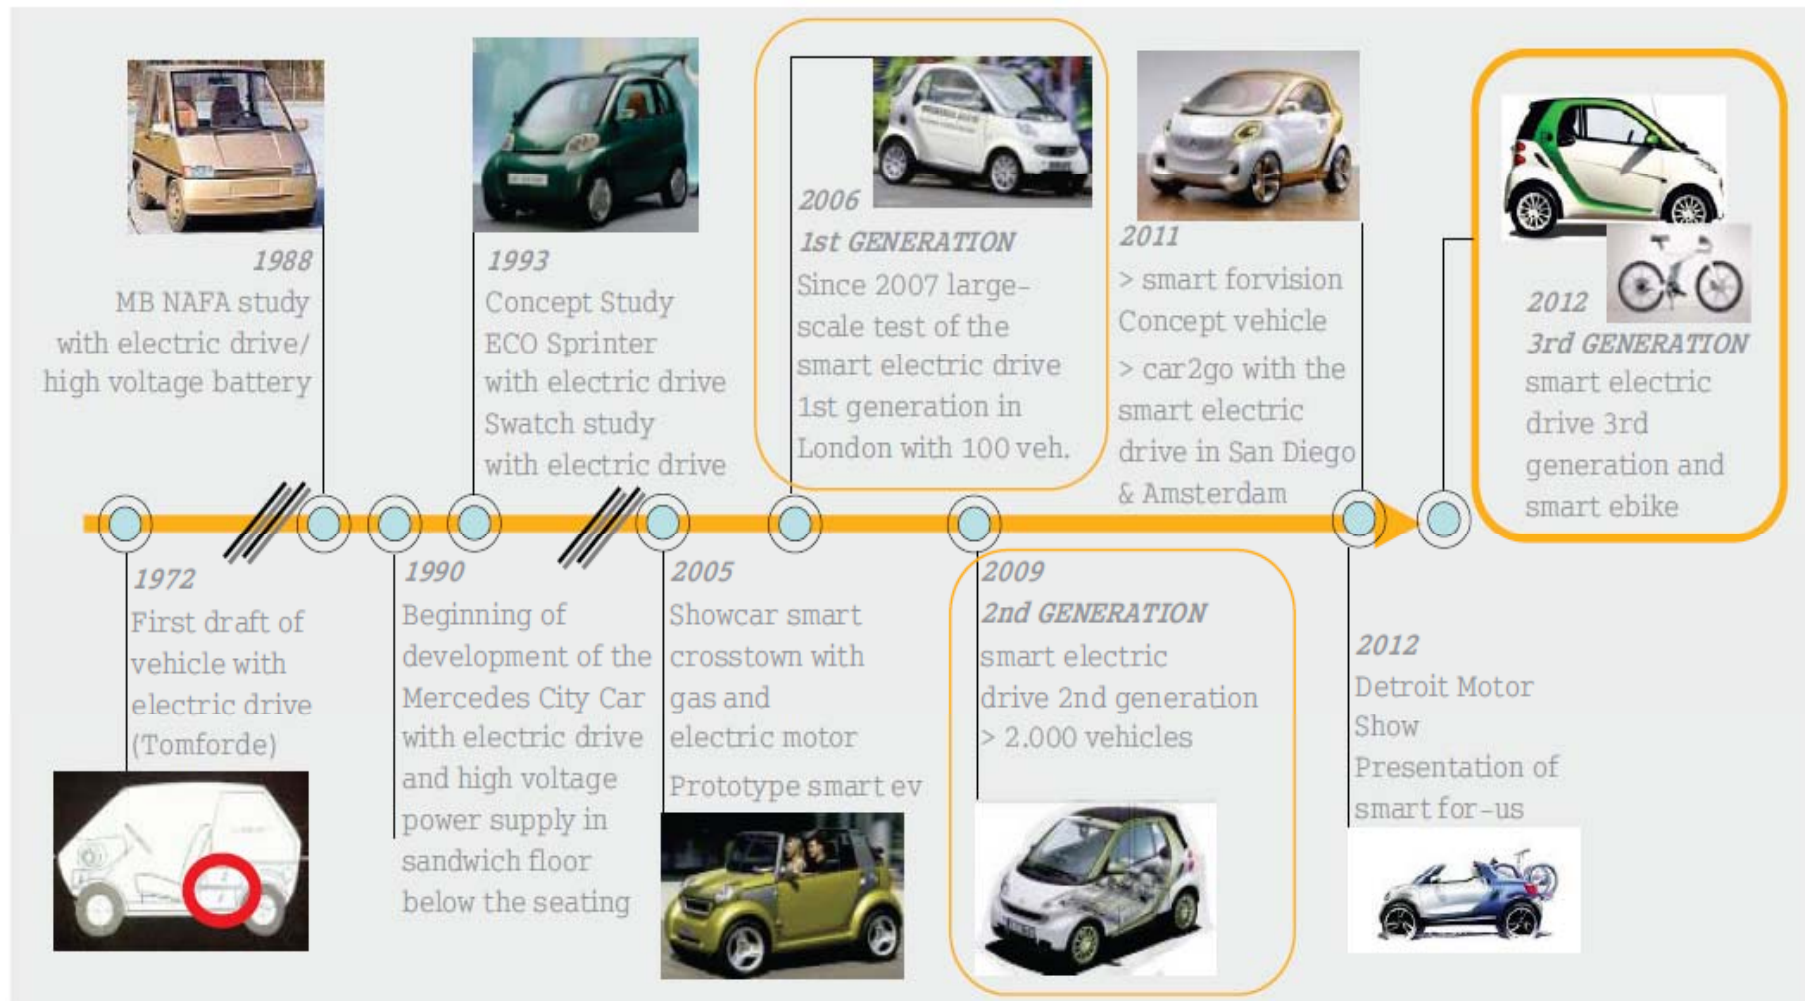 1988
MB NAFA study
with electric drive/
high voltage battery
1993
Concept Study
ECO Sprinter
with electric drive
Swatch study
with electric drive
2006
1st GENERATION
Since 2007 large-
scale test of the
smart electric drive
1st generation in
London with 100 veh.
2011
> smart forvision
Concept vehicle
> car2go with the
smart electric
drive in San Diego
& Amsterdam
2012
3rd GENERATION
smart electric
drive 3rd
generation and
smart ebike
1972
First draft of
vehicle with
electric drive
(Tomforde)
1990
Beginning of
development of the
Mercedes City Car
with electric drive
and high voltage
power supply in
sandwich floor
below the seating
2005
Showcar smart
crosstown with
gas and
electric motor
Prototype smart ev
2009
2nd GENERATION
smart electric
drive 2nd generation
> 2.000 vehicles
2012
Detroit Motor
Show
Presentation of
smart for-us